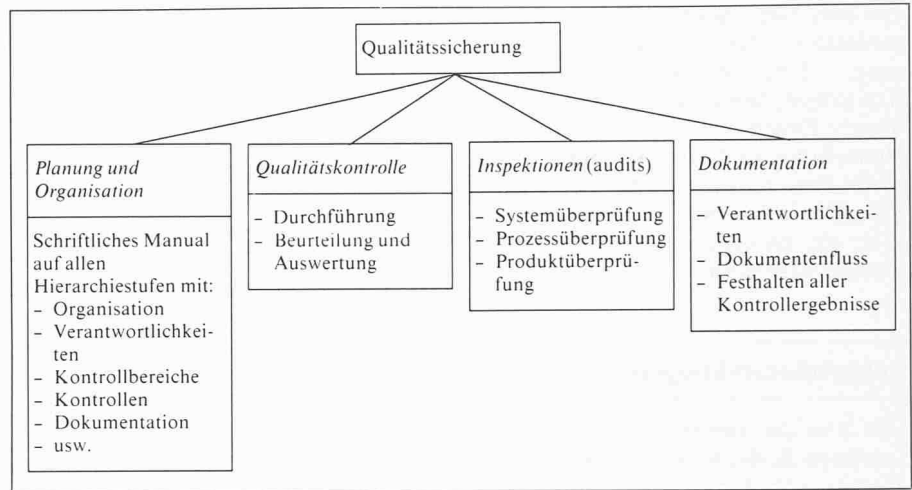 Qualitätssicherung
Planung und
Organisation
Schriftliches Manual
auf allen
Hierarchiestufen mit:
– Organisation
– Verantwortlichkei-
ten
– Kontrollbereiche
– Kontrollen
– Dokumentation
– usw.
Qualitätskontrolle
– Durchführung
– Beurteilung und
Auswertung
Inspektionen (audits)
– Systemüberprüfung
– Prozessüberprüfung
– Produktüberprü-
fung
Dokumentation
– Verantwortlichkei-
ten
– Dokumentenfluss
– Festhalten aller
Kontrollergebnisse